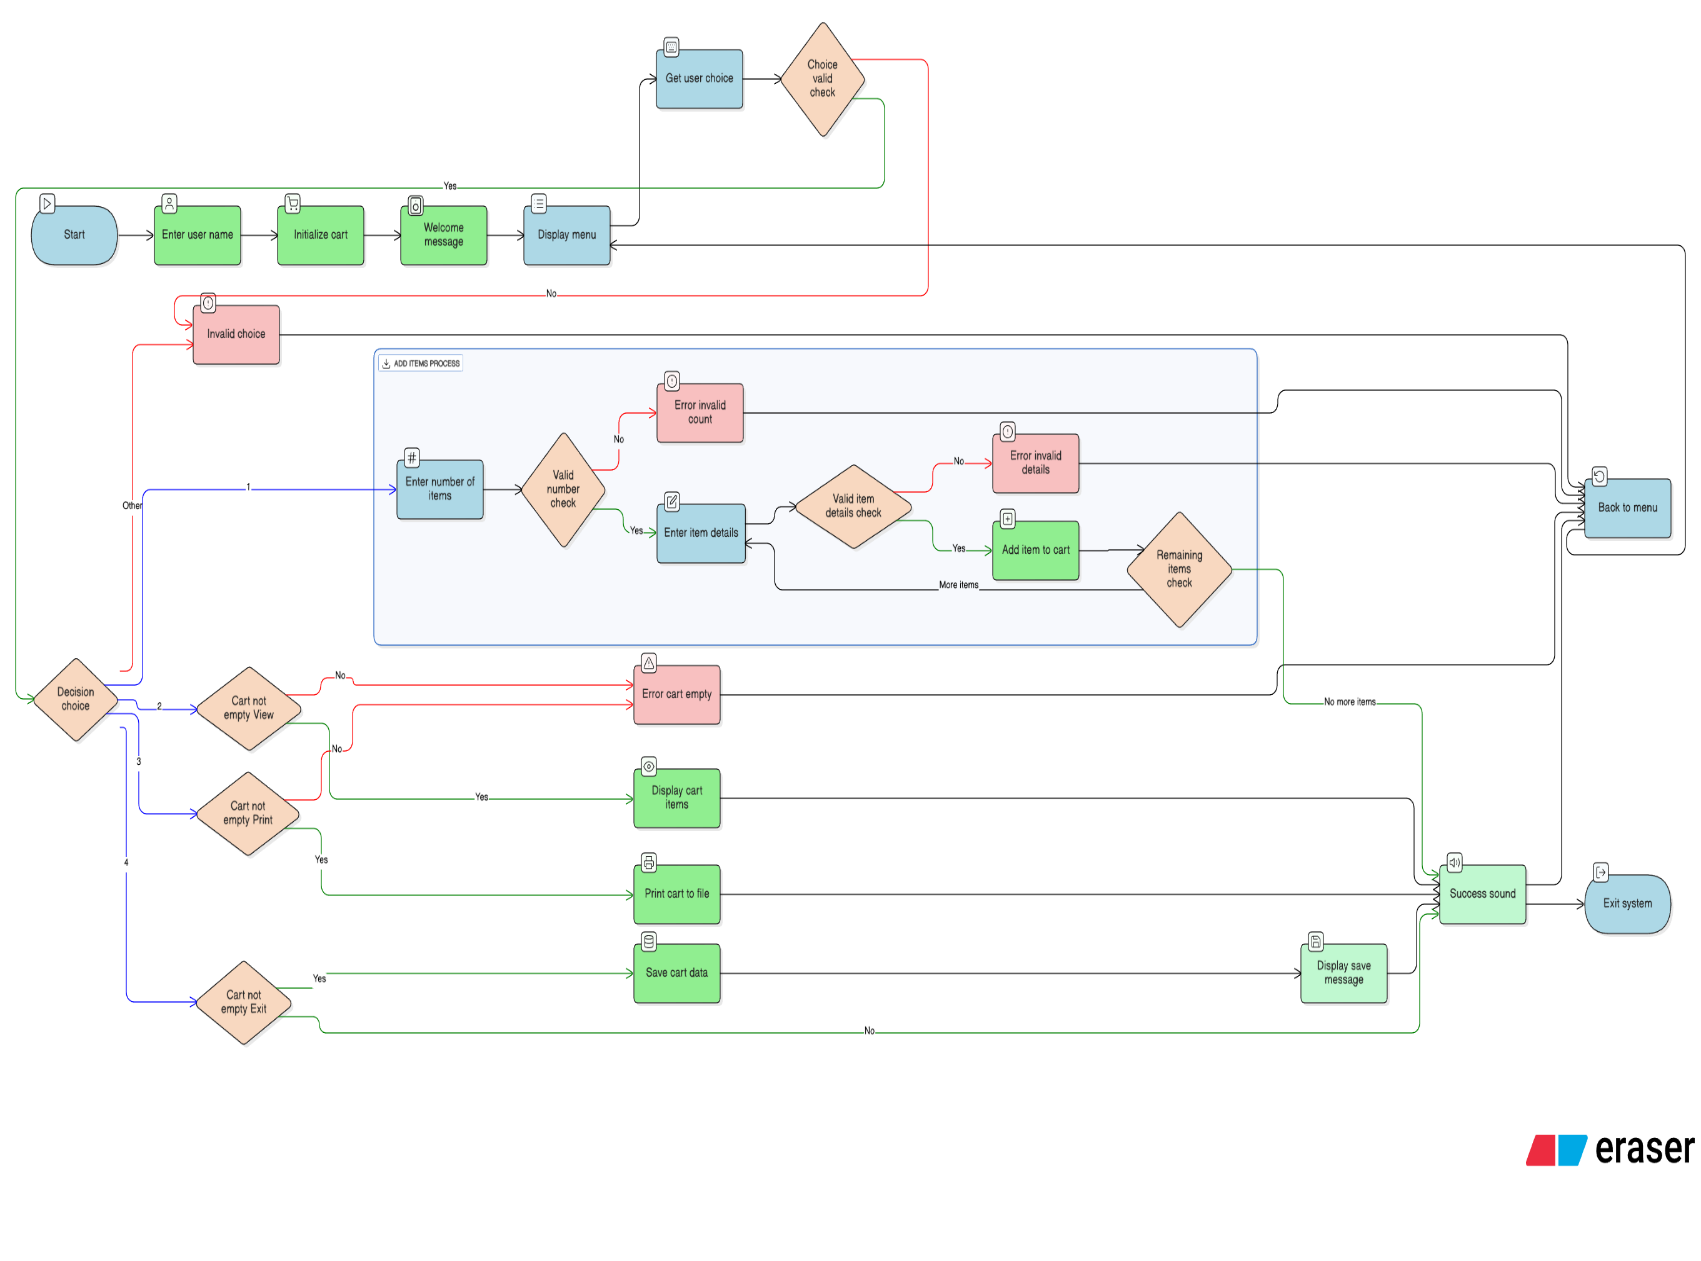 Get user choice
Choice
valid
check
Yes
Start
Enter user name
Initialize cart
Welcome
message
Display menu
No
Invalid choice
ADD ITEMS PROCESS
Error invalid
count
No
Error invalid
details
No
Enter number of
items
Valid
number
check
1
Other
Valid item
details check
Back to menu
Yes
Enter item details
Yes
Add item to cart
Remaining
items
check
More items
Decision
choice
2
Cart not
empty View
No
Error cart empty
No more items
No
3
Cart not
empty Print
Yes
Display cart
items
4
Yes
Print cart to file
Success sound
Exit system
Cart not
empty Exit
Yes
Save cart data
Display save
message
No
eraser